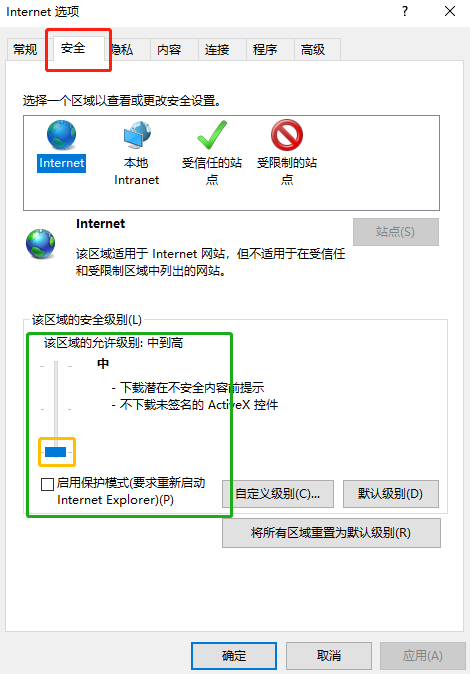 Internet 选项
常规 安全 隐私 内容 连接 程序 高级
选择一个区域以查看或更改安全设置。
Internet
本地
Intranet
受信任的站
点
受限制的站
点
Internet
站点(S)
该区域适用于 Internet 网站，但不适用于在受信任
和受限制区域中列出的网站。
该区域的安全级别(L)
该区域的允许级别: 中到高
中
- 下载潜在不安全内容前提示
- 不下载未签名的 ActiveX 控件
启用保护模式(要求重新启动
Internet Explorer)(P)
自定义级别(C)...
默认级别(D)
将所有区域重置为默认级别(R)
确定
取消
应用(A)